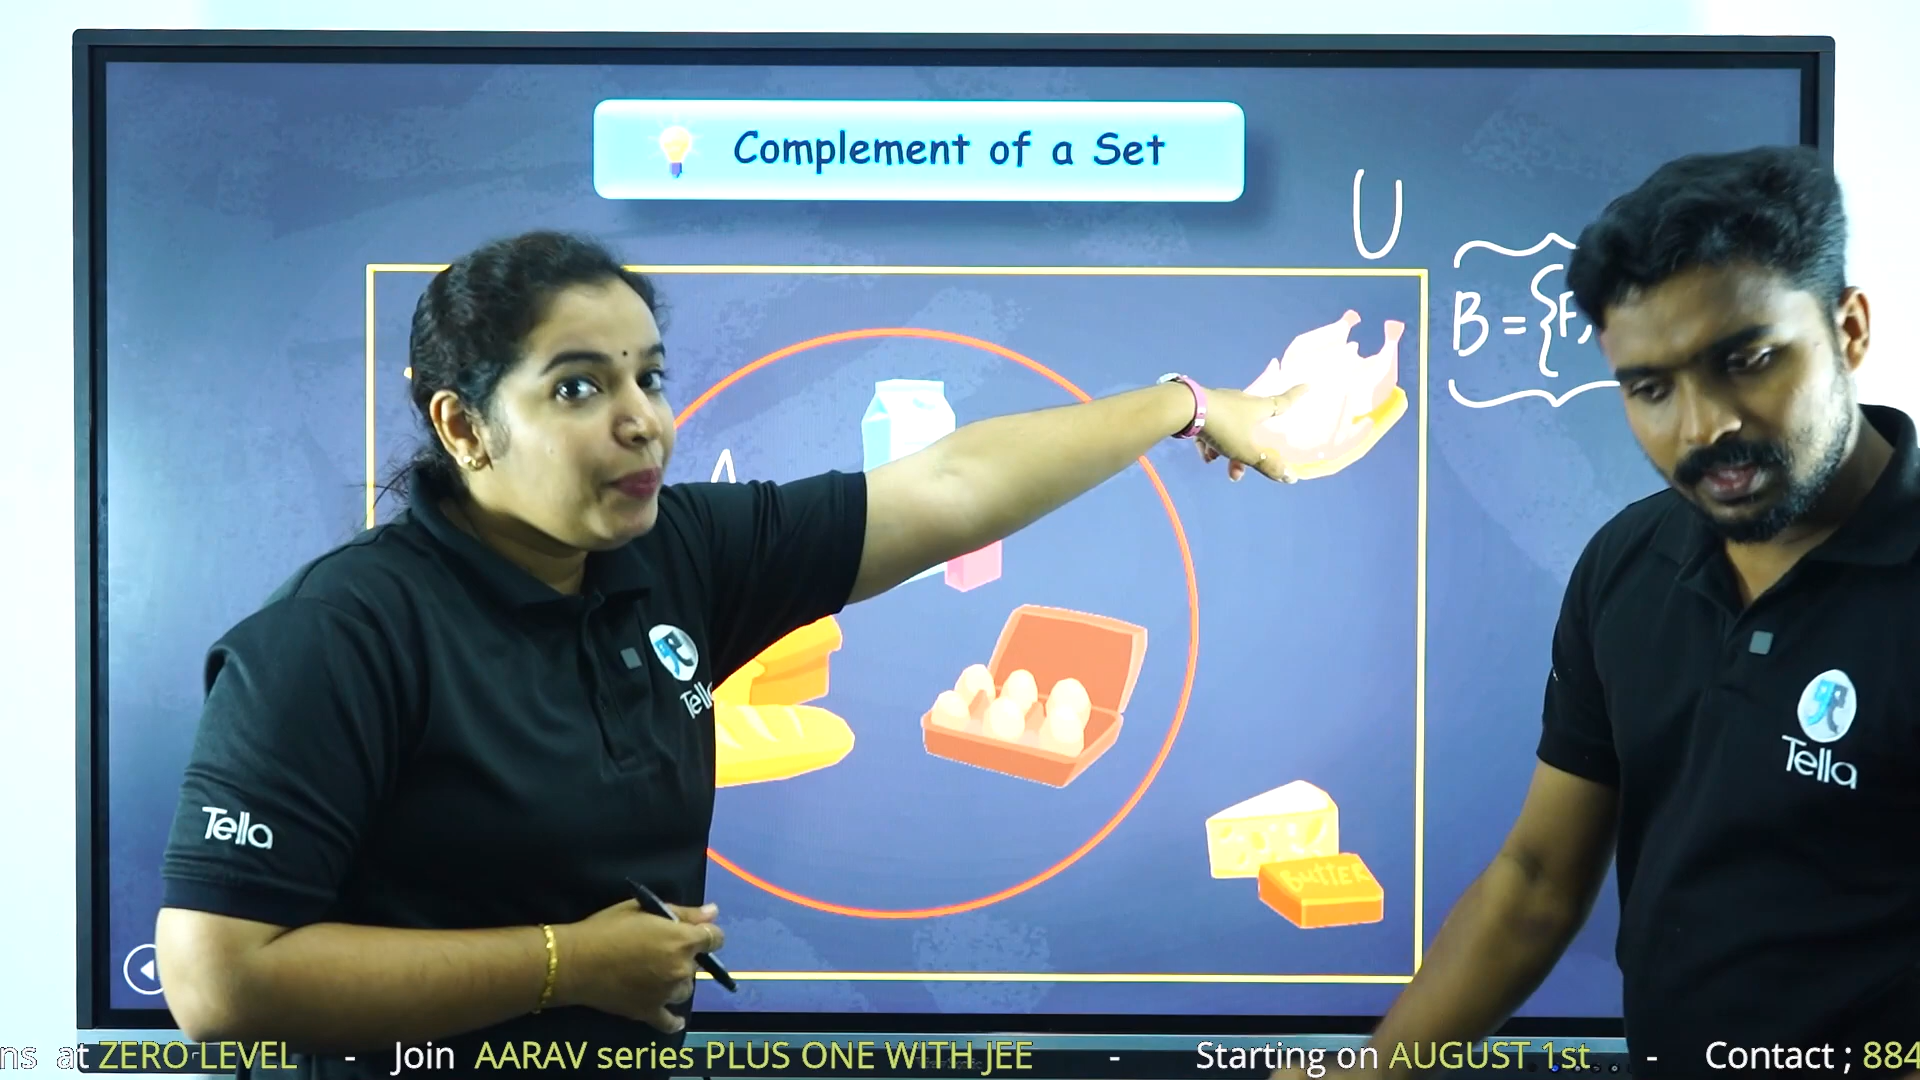 Complement of a Set
U
B = {F,
A
BUTTER
Tella
Tella
Tella
ns at ZERO LEVEL - Join AARAV series PLUS ONE WITH JEE - Starting on AUGUST 1st - Contact ; 884